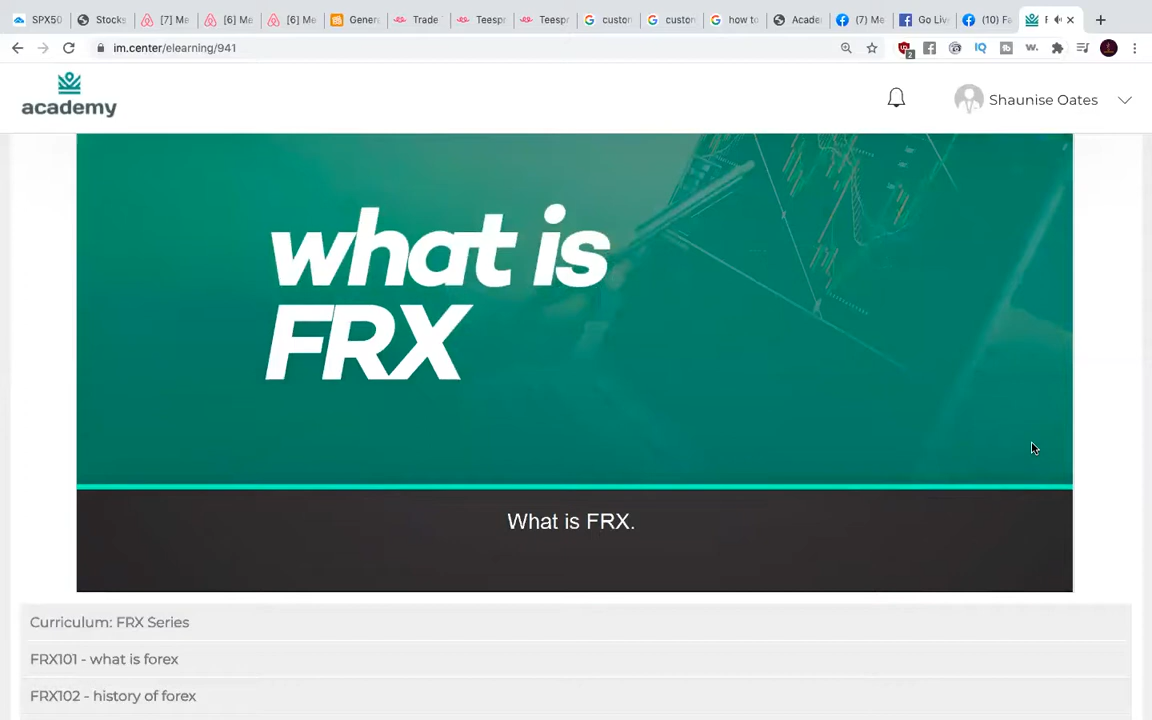 SPX50
Stocks
[7] Me
[6] Me
[6] Me
Gener
Trade
Teespr
Teespr
custon
custon
how to
Acade
(7) Me
Go Liv
(10) Fa
im.center/elearning/941
2
academy
Shaunise Oates
what is
FRX
What is FRX.
Curriculum: FRX Series
FRX101 - what is forex
FRX102 - history of forex